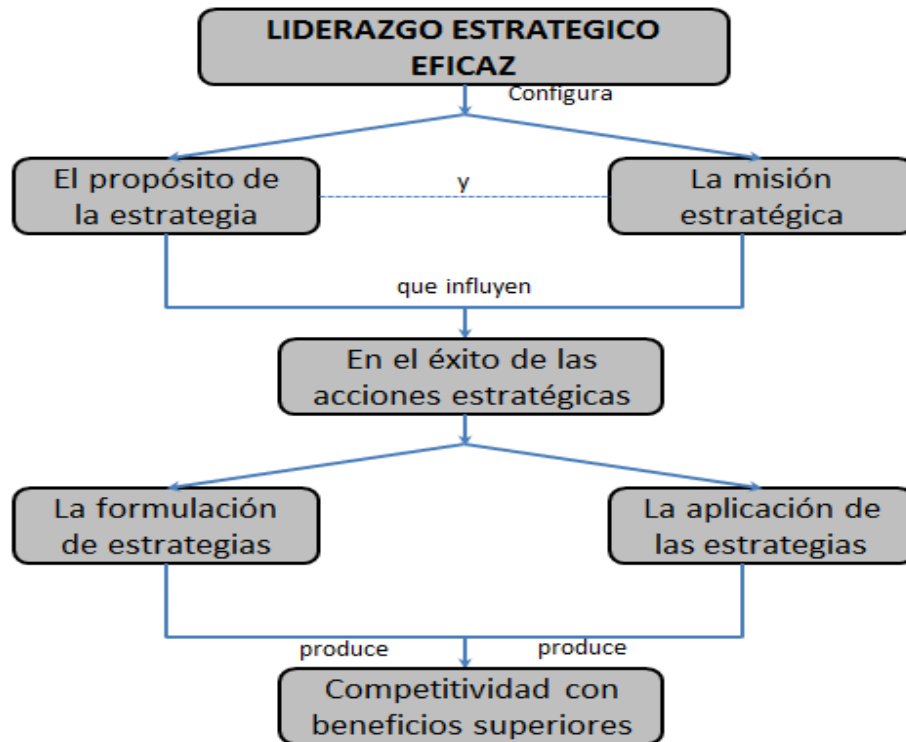 LIDERAZGO ESTRATEGICO
EFICAZ
Configura
El propósito de
la estrategia
y
La misión
estratégica
que influyen
En el éxito de las
acciones estratégicas
La formulación
de estrategias
La aplicación de
las estrategias
produce
produce
Competitividad con
beneficios superiores